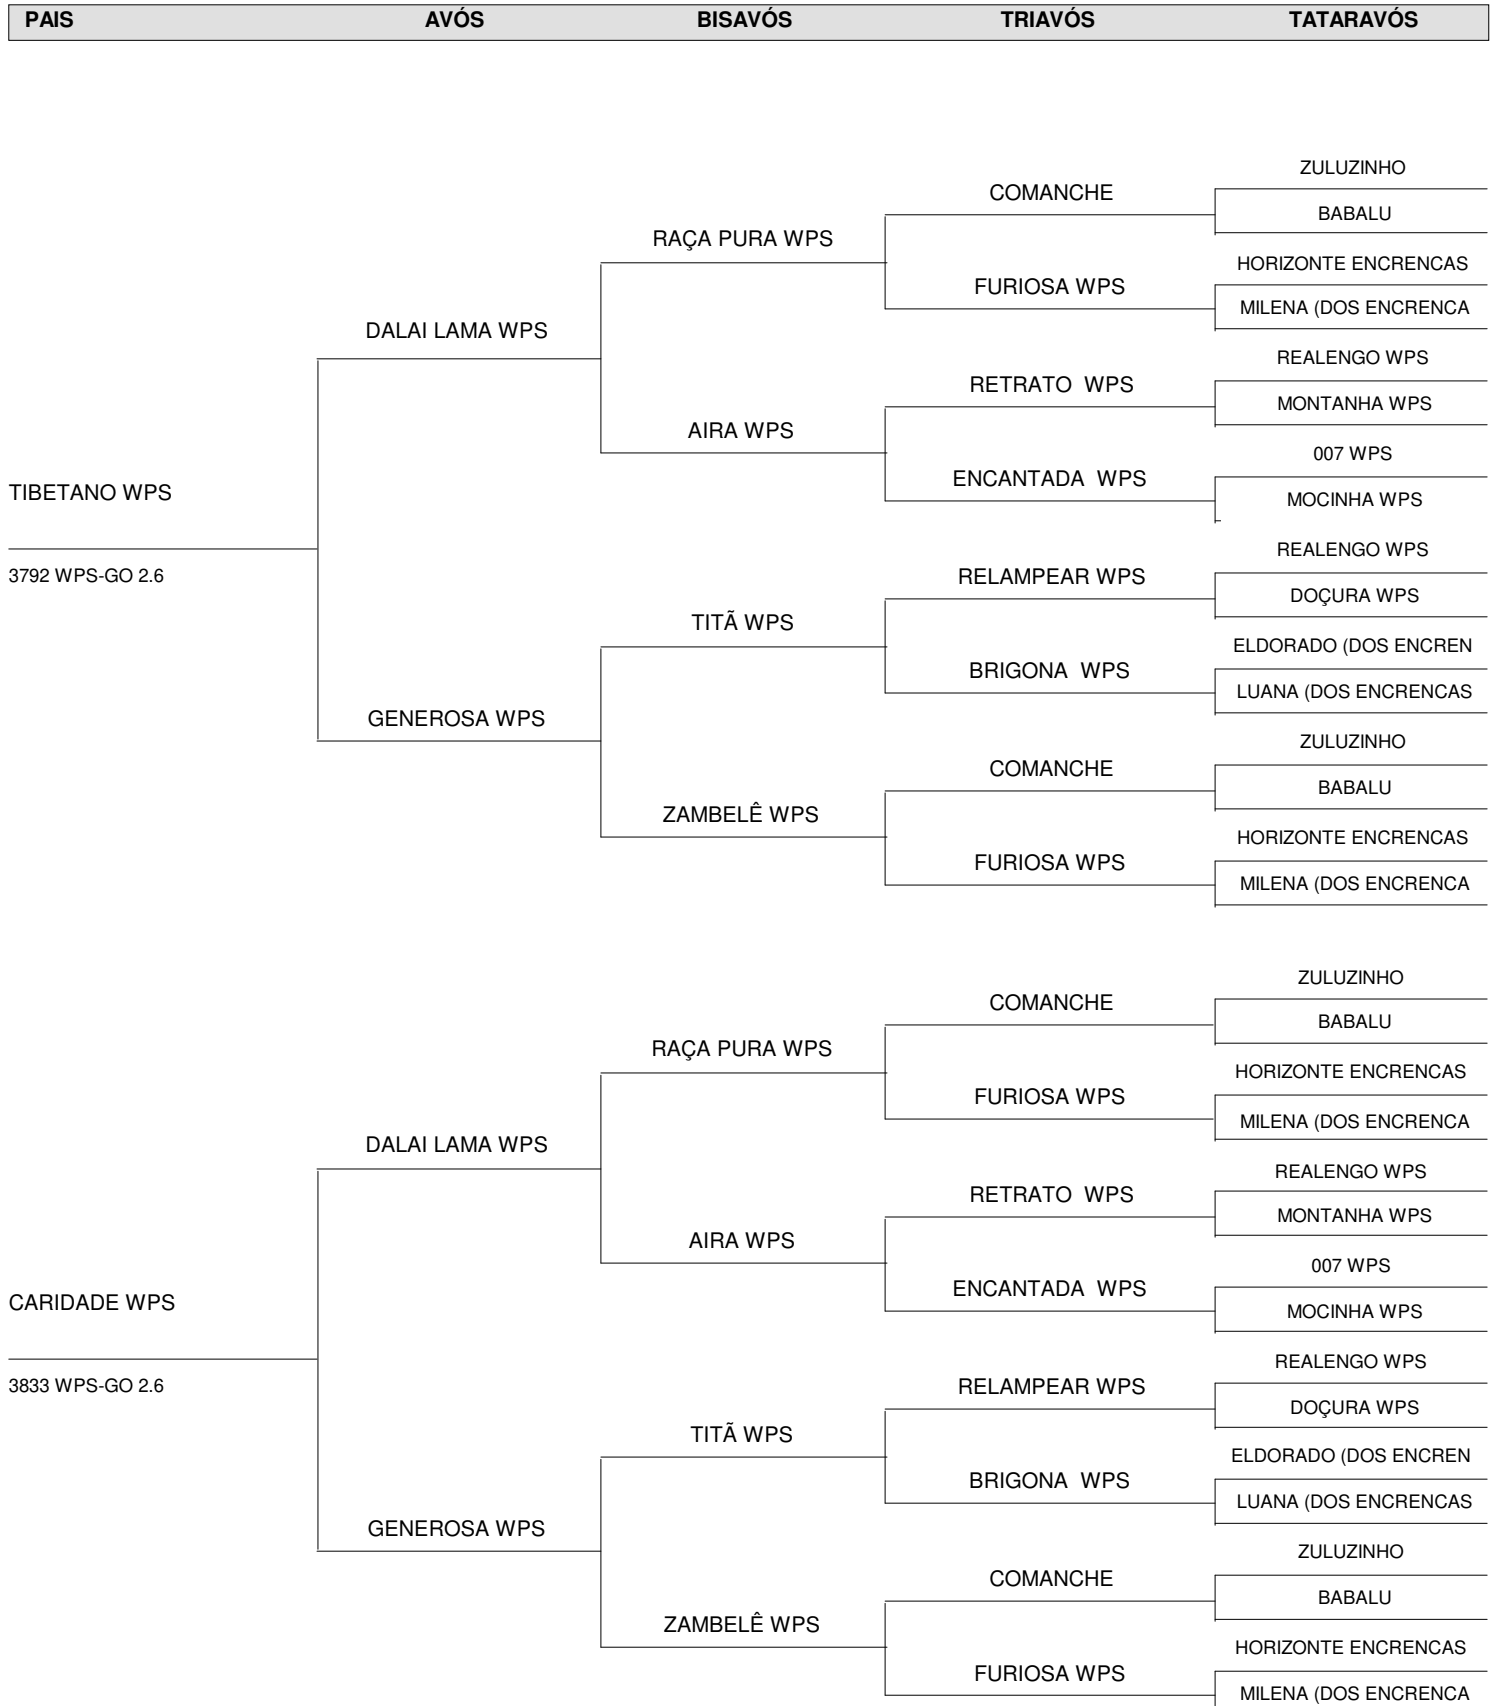 PAIS AVÓS BISAVÓS TRIAVÓS TATARAVÓS
ZULUZINHO
COMANCHE
BABALU
RAÇA PURA WPS
HORIZONTE ENCRENCAS
FURIOSA WPS
MILENA (DOS ENCRENCA
DALAI LAMA WPS
REALENGO WPS
RETRATO WPS
MONTANHA WPS
AIRA WPS
007 WPS
ENCANTADA WPS
TIBETANO WPS
MOCINHA WPS
REALENGO WPS
3792 WPS-GO 2.6
RELAMPEAR WPS
DOÇURA WPS
TITÃ WPS
ELDORADO (DOS ENCREN
BRIGONA WPS
LUANA (DOS ENCRENCAS
GENEROSA WPS
ZULUZINHO
COMANCHE
BABALU
ZAMBELÊ WPS
HORIZONTE ENCRENCAS
FURIOSA WPS
MILENA (DOS ENCRENCA
ZULUZINHO
COMANCHE
BABALU
RAÇA PURA WPS
HORIZONTE ENCRENCAS
FURIOSA WPS
MILENA (DOS ENCRENCA
DALAI LAMA WPS
REALENGO WPS
RETRATO WPS
MONTANHA WPS
AIRA WPS
007 WPS
ENCANTADA WPS
CARIDADE WPS
MOCINHA WPS
REALENGO WPS
3833 WPS-GO 2.6
RELAMPEAR WPS
DOÇURA WPS
TITÃ WPS
ELDORADO (DOS ENCREN
BRIGONA WPS
LUANA (DOS ENCRENCAS
GENEROSA WPS
ZULUZINHO
COMANCHE
BABALU
ZAMBELÊ WPS
HORIZONTE ENCRENCAS
FURIOSA WPS
MILENA (DOS ENCRENCA